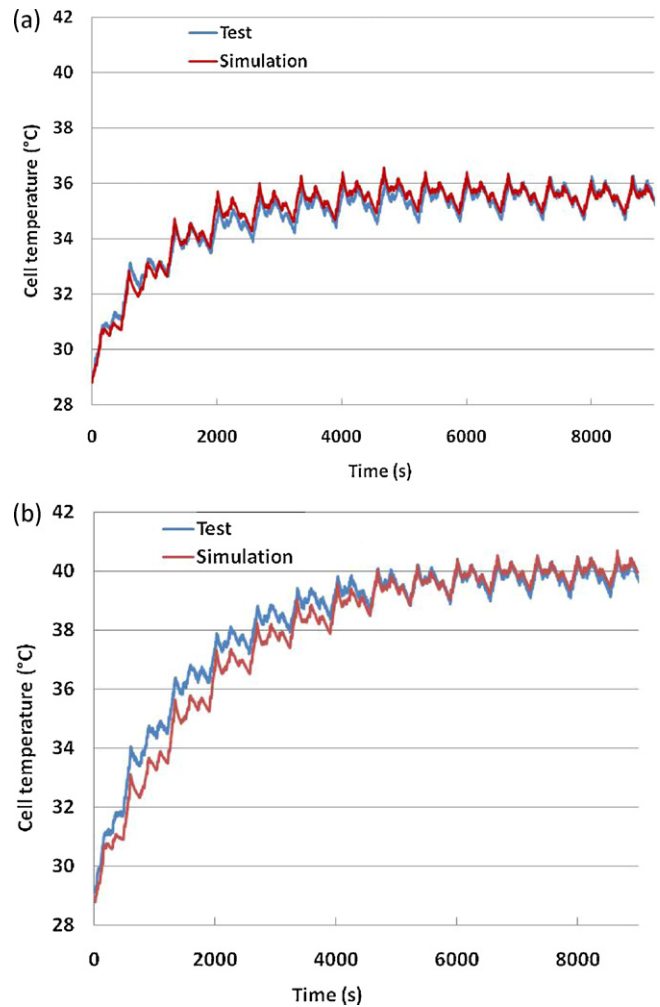 (a)
42
40
38
36
34
32
30
28
Cell temperature (°C)
Test
Simulation
0 2000 4000 6000 8000
Time (s)
(b)
42
40
38
36
34
32
30
28
Cell temperature (°C)
Test
Simulation
0 2000 4000 6000 8000
Time (s)